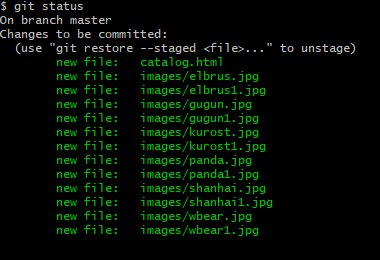 $ git status
On branch master
Changes to be committed:
  (use "git restore --staged <file>..." to unstage)
        new file:   catalog.html
        new file:   images/elbrus.jpg
        new file:   images/elbrus1.jpg
        new file:   images/gugun.jpg
        new file:   images/gugun1.jpg
        new file:   images/kurost.jpg
        new file:   images/kurost1.jpg
        new file:   images/panda.jpg
        new file:   images/panda1.jpg
        new file:   images/shanhai.jpg
        new file:   images/shanhai1.jpg
        new file:   images/wbear.jpg
        new file:   images/wbear1.jpg